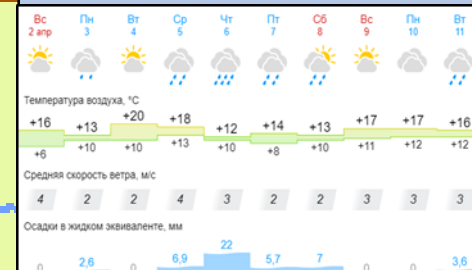 Вс Пн Вт Ср Чт Пт Сб Вс Пн Вт
2 апр 3 4 5 6 7 8 9 10 11
Температура воздуха, °C
+16 +13 +20 +18 +12 +14 +13 +17 +17 +16
+6 +10 +10 +13 +10 +8 +10 +11 +12 +12
Средняя скорость ветра, м/с
4 2 2 4 3 2 2 3 3 3
Осадки в жидком эквиваленте, мм
0 2,6 0 6,9 22 5,7 7 0 0 3,6